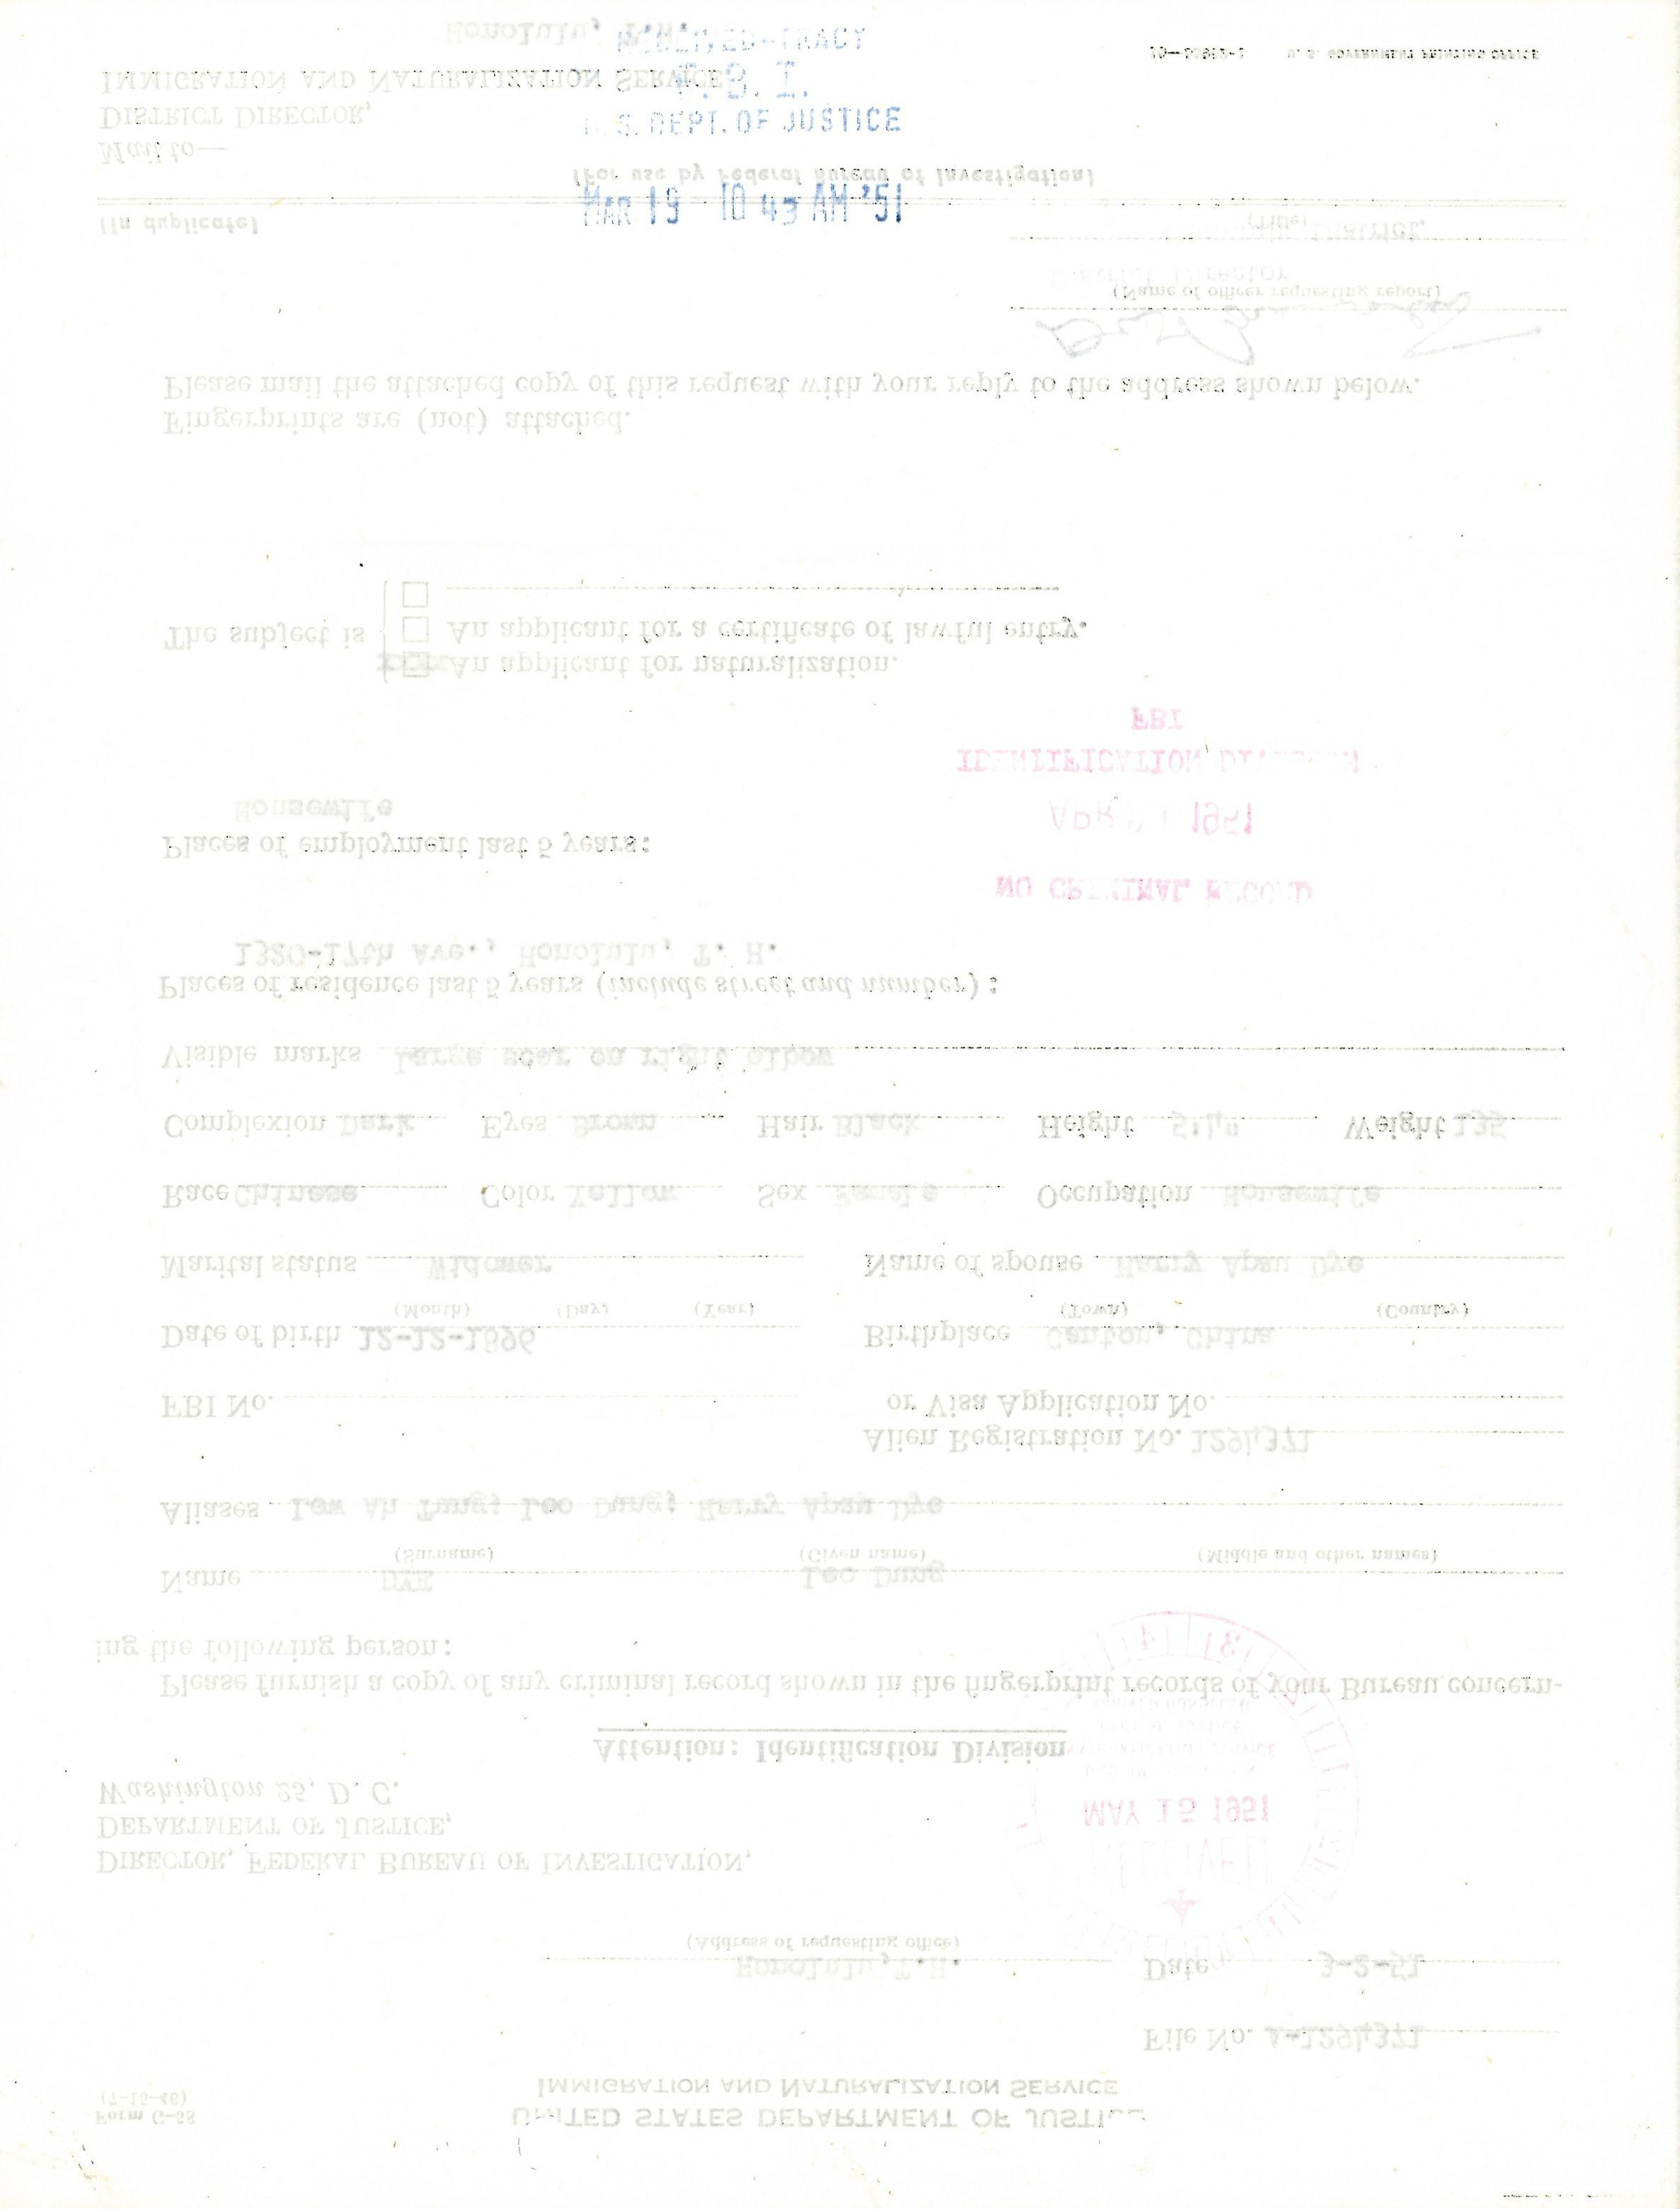 Form G-58
(7-15-46)
UNITED STATES DEPARTMENT OF JUSTICE
IMMIGRATION AND NATURALIZATION SERVICE
File No. A-1294371
Honolulu, T.H. Date 3-2-51
(Address of requesting office)
DIRECTOR, FEDERAL BUREAU OF INVESTIGATION,
DEPARTMENT OF JUSTICE,
Washington 25, D. C.
RECEIVED
MAY 15 1951
Attention: Identification Division
Please furnish a copy of any criminal record shown in the fingerprint records of your Bureau concern-
ing the following person:
Name DYE Loo Dung
(Surname) (Given name) (Middle and other names)
Aliases Low Ah Tung; Loo Dung; Harry Apau Dye
Alien Registration No. 1294371
FBI No. or Visa Application No.
Date of birth 12-12-1896 Birthplace Canton, China
(Month) (Day) (Year) (Town) (Country)
Marital status Widower Name of spouse Harry Apau Dye
Race Chinese Color Yellow Sex Female Occupation Housewife
Complexion Dark Eyes Brown Hair Black Height 5'4" Weight 135
Visible marks Large scar on right elbow
Places of residence last 5 years (include street and number):
1320-17th Ave., Honolulu, T. H.
NO CRIMINAL RECORD
Places of employment last 5 years:
Housewife
APR 1951
IDENTIFICATION DIVISION
FBI
An applicant for naturalization.
The subject is An applicant for a certificate of lawful entry.
Fingerprints are (not) attached.
Please mail the attached copy of this request with your reply to the address shown below.
(Name of officer requesting report)
District Director
District.
(Title)
(In duplicate)
(For use by Federal Bureau of Investigation)
Mail to—
DISTRICT DIRECTOR,
IMMIGRATION AND NATURALIZATION SERVICE
Honolulu, T.H.
U. S. GOVERNMENT PRINTING OFFICE
RECEIVED-TRACY
F. B. I.
U. S. DEPT. OF JUSTICE
MAR 19 10 43 AM '51